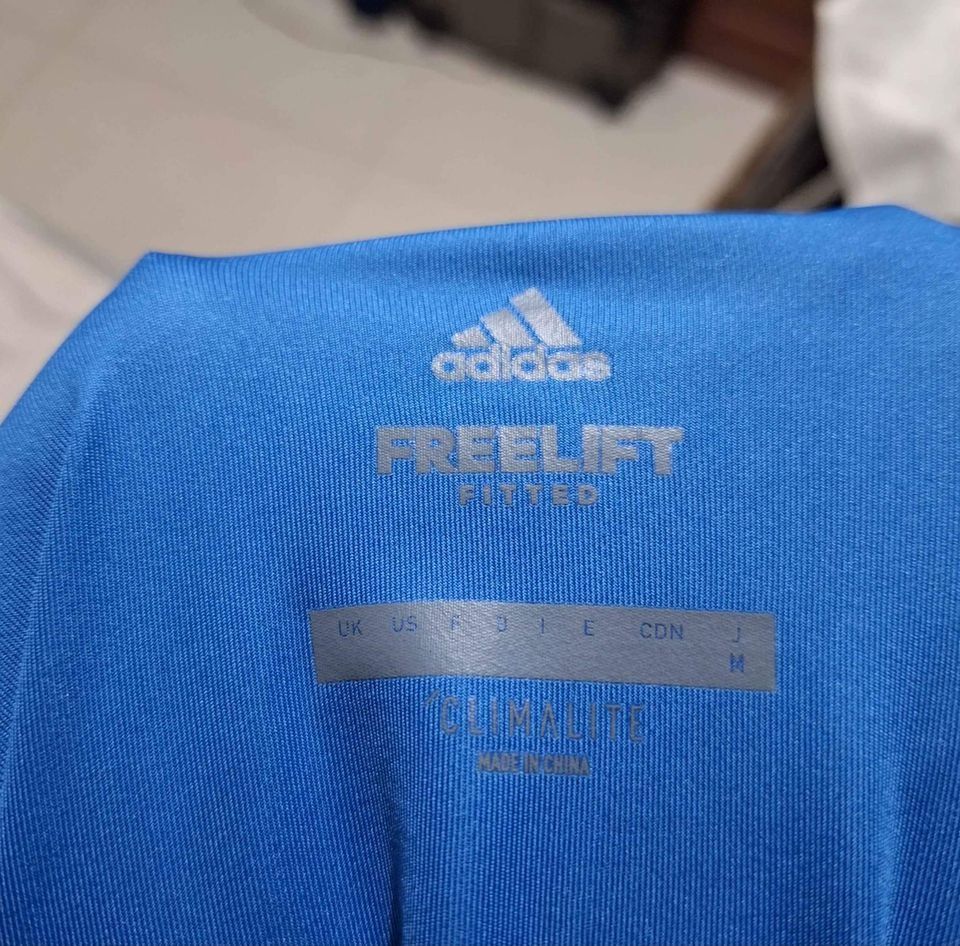 adidas
FREELIFT
FITTED
UK US F D I E CDN J
M
CLIMALITE
MADE IN CHINA